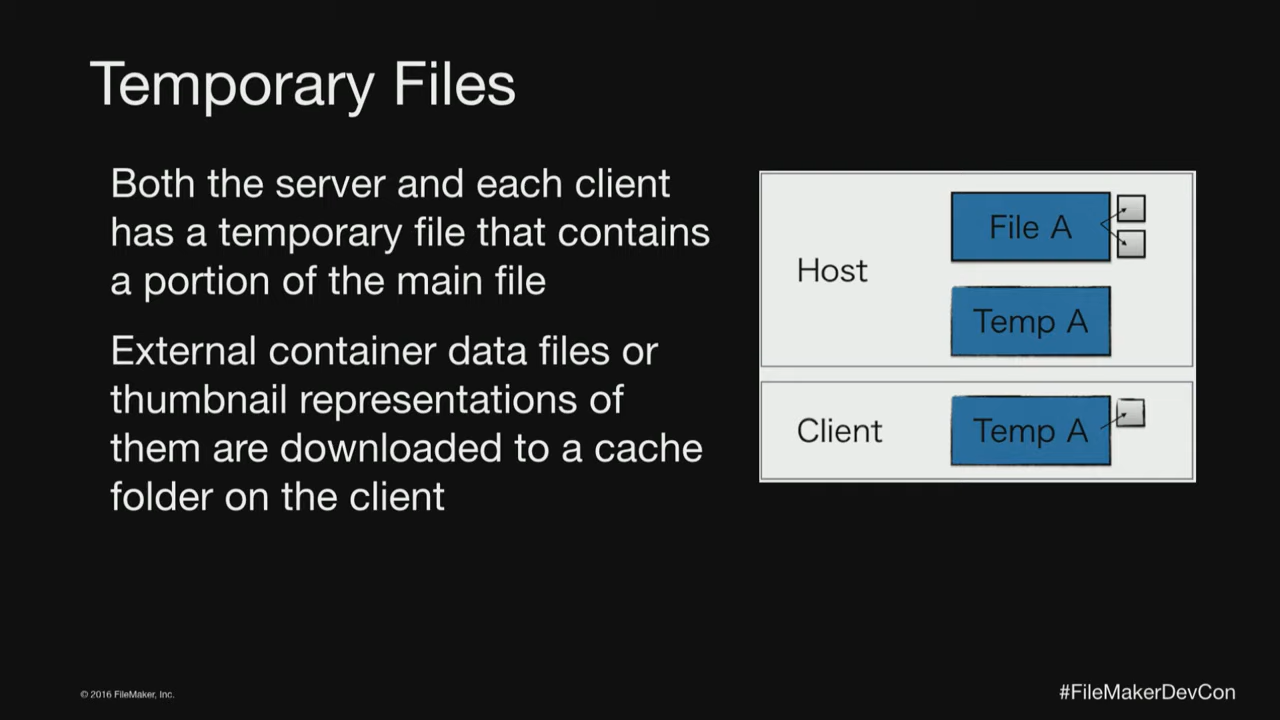 Temporary Files
Both the server and each client
has a temporary file that contains
a portion of the main file
External container data files or
thumbnail representations of
them are downloaded to a cache
folder on the client
Host
File A
Temp A
Client
Temp A
© 2016 FileMaker, Inc.
#FileMakerDevCon